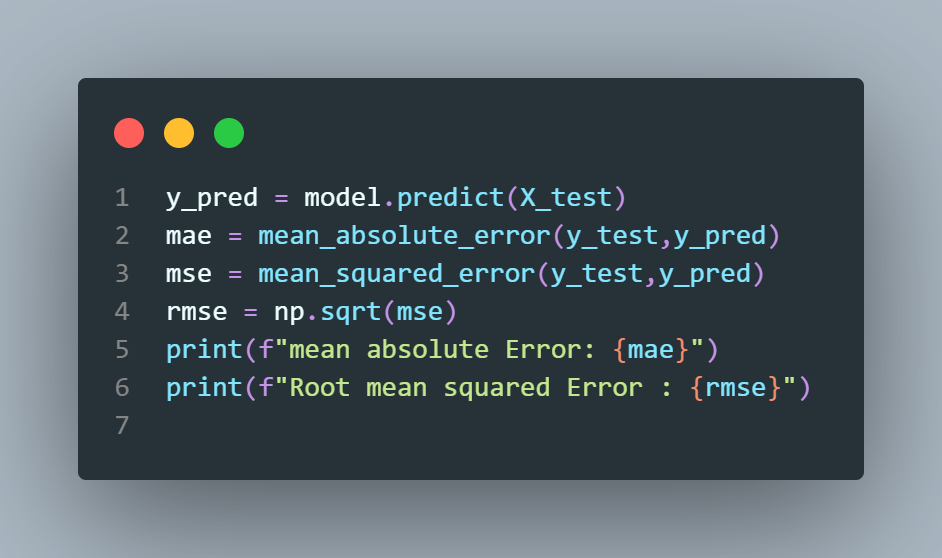 1 y_pred = model.predict(X_test)
2 mae = mean_absolute_error(y_test,y_pred)
3 mse = mean_squared_error(y_test,y_pred)
4 rmse = np.sqrt(mse)
5 print(f"mean absolute Error: {mae}")
6 print(f"Root mean squared Error : {rmse}")
7